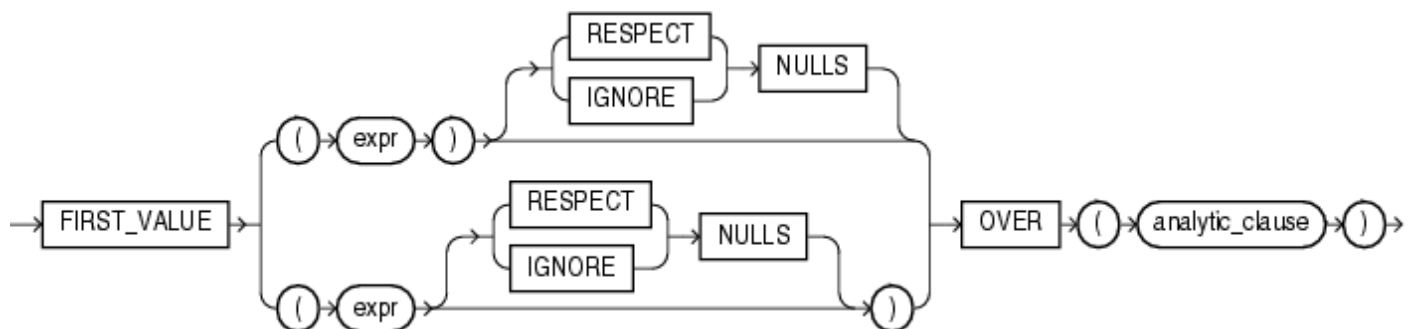 RESPECT
NULLS
IGNORE
( expr )
RESPECT
FIRST_VALUE
NULLS
OVER ( analytic_clause )
IGNORE
( expr )